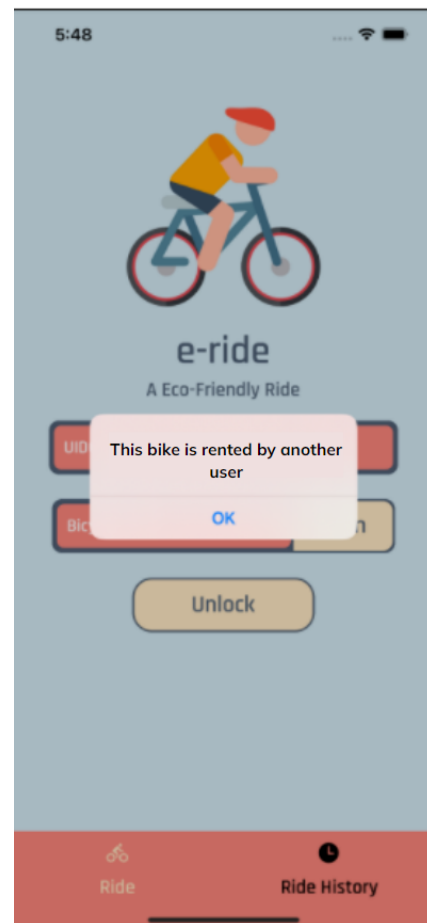 5:48
e-ride
A Eco-Friendly Ride
This bike is rented by another
user
OK
Unlock
Ride
Ride History